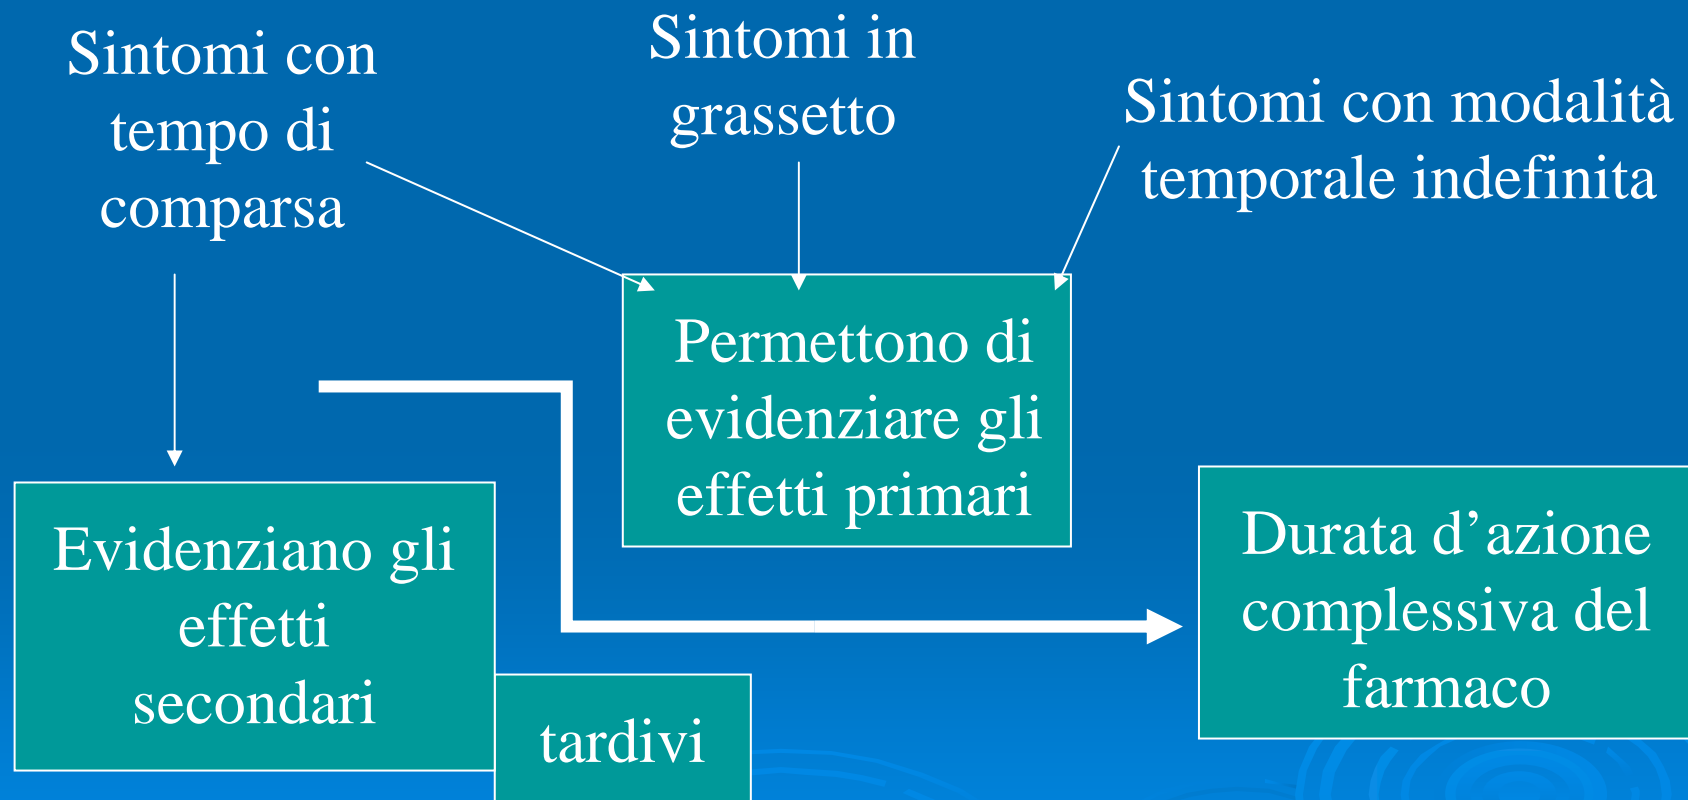 Sintomi con
tempo di
comparsa
Sintomi in
grassetto
Sintomi con modalità
temporale indefinita
Permettono di
evidenziare gli
effetti primari
Evidenziano gli
effetti
secondari
tardivi
Durata d’azione
complessiva del
farmaco